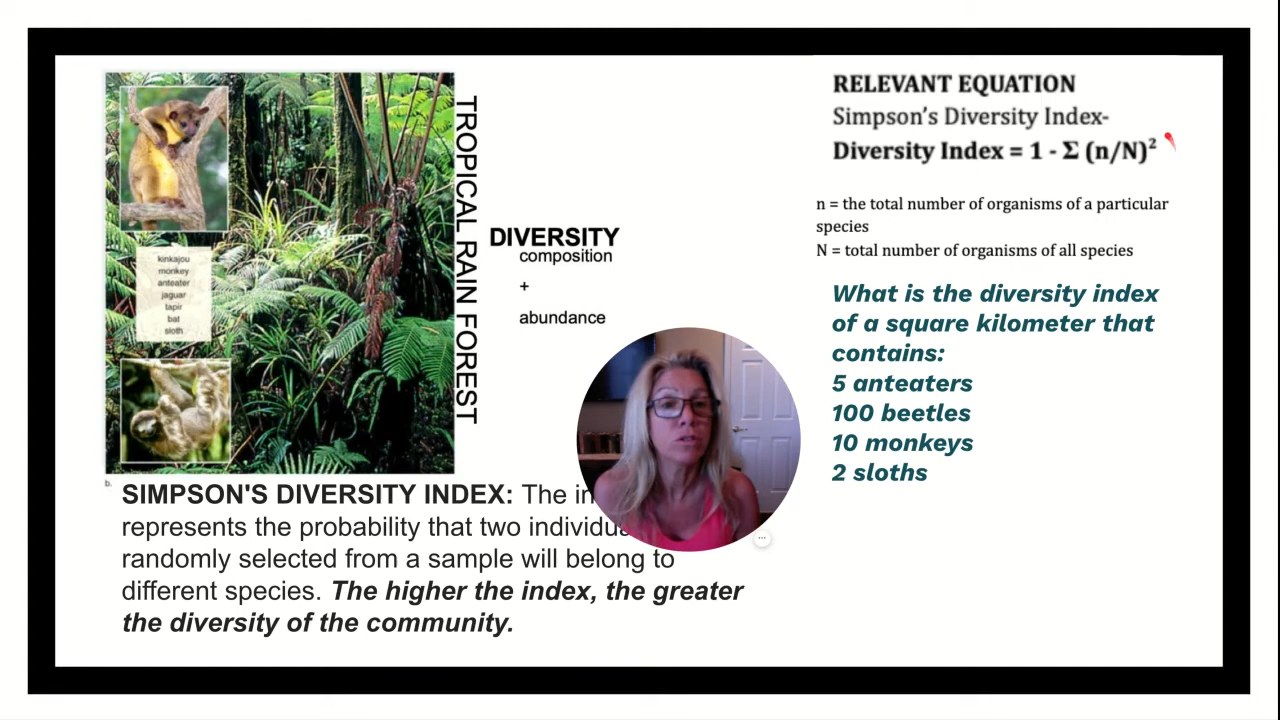 kinkajou
monkey
anteater
jaguar
tapir
bat
sloth
TROPICAL RAIN FOREST
DIVERSITY
composition
+
abundance
b.
SIMPSON'S DIVERSITY INDEX: The
represents the probability that two
randomly selected from a sample will belong to
different species. The higher the index, the greater
the diversity of the community.
RELEVANT EQUATION
Simpson's Diversity Index-
Diversity Index = 1 - Σ (n/N)²
n = the total number of organisms of a particular
species
N = total number of organisms of all species
What is the diversity index
of a square kilometer that
contains:
5 anteaters
100 beetles
10 monkeys
2 sloths